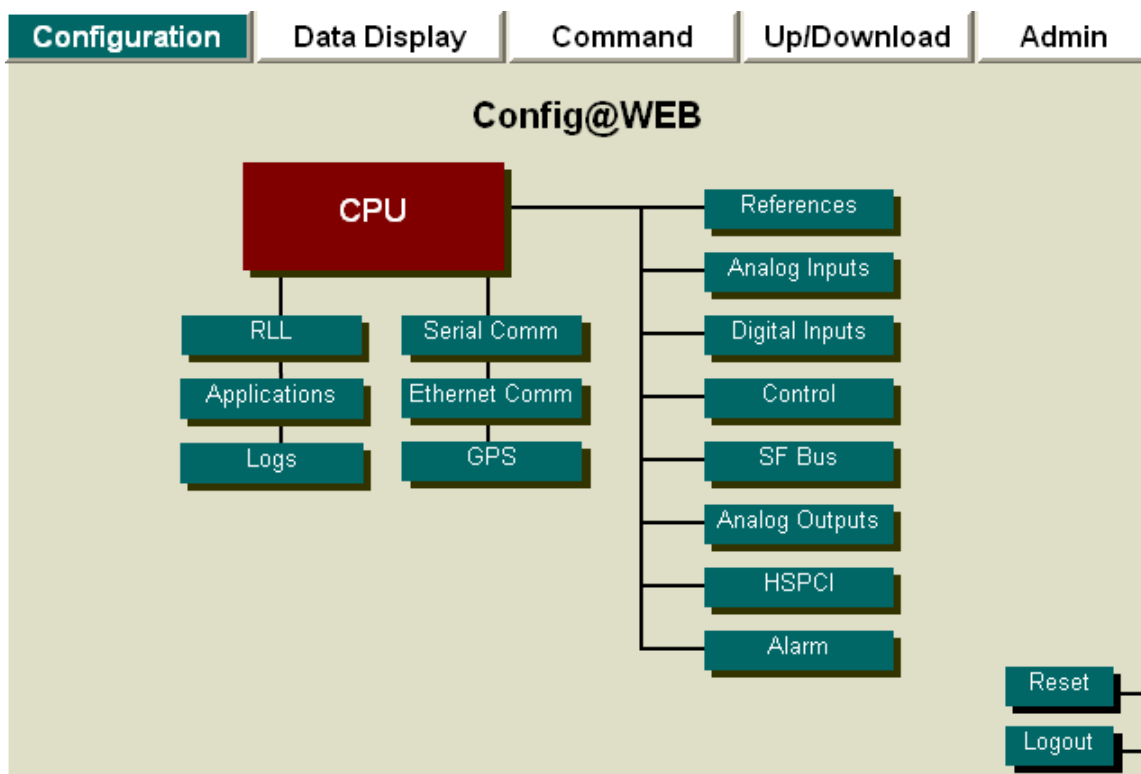 Configuration
Data Display
Command
Up/Download
Admin
Config@WEB
CPU
RLL
Applications
Logs
Serial Comm
Ethernet Comm
GPS
References
Analog Inputs
Digital Inputs
Control
SF Bus
Analog Outputs
HSPCI
Alarm
Reset
Logout